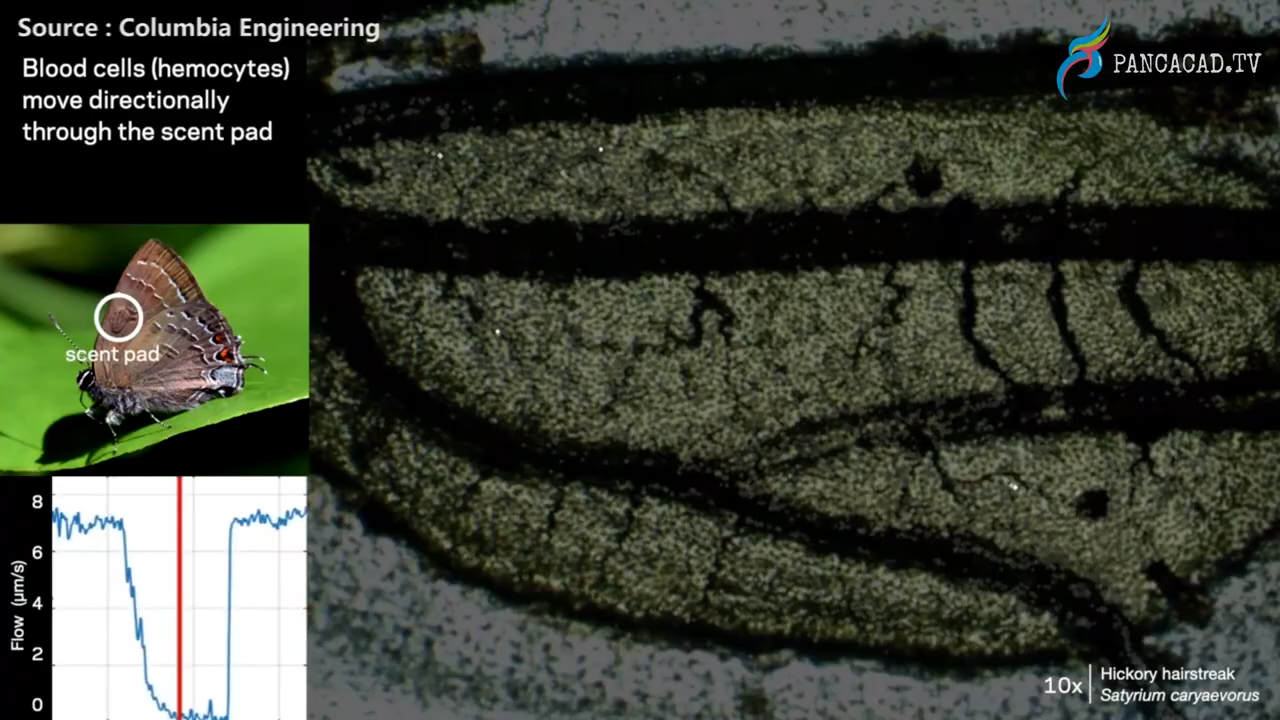 Source : Columbia Engineering
PANCACAD.TV
Blood cells (hemocytes)
move directionally
through the scent pad
scent pad
8
6
4
2
0
Flow (μm/s)
10x
Hickory hairstreak
Satyrium caryaevorus